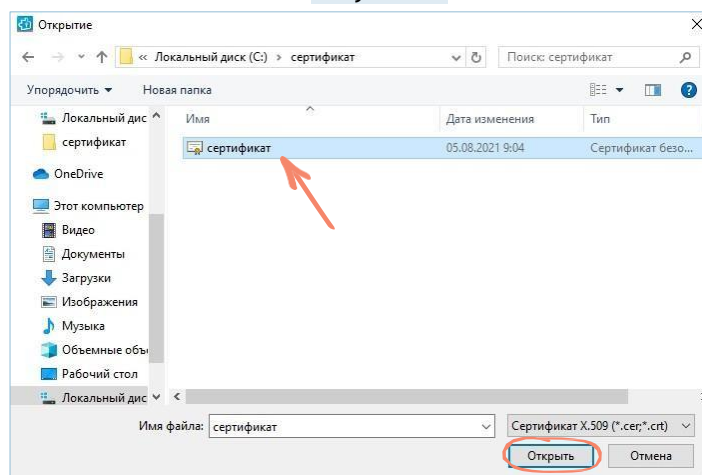 Открытие
« Локальный диск (C:) › сертификат
Поиск: сертификат
Упорядочить
Новая папка
Имя
Дата изменения
Тип
Локальный дис
сертификат
сертификат
05.08.2021 9:04
Сертификат безо...
OneDrive
Этот компьютер
Видео
Документы
Загрузки
Изображения
Музыка
Объемные объ
Рабочий стол
Локальный дис
Имя файла:
сертификат
Сертификат X.509 (*.cer;*.crt)
Открыть
Отмена